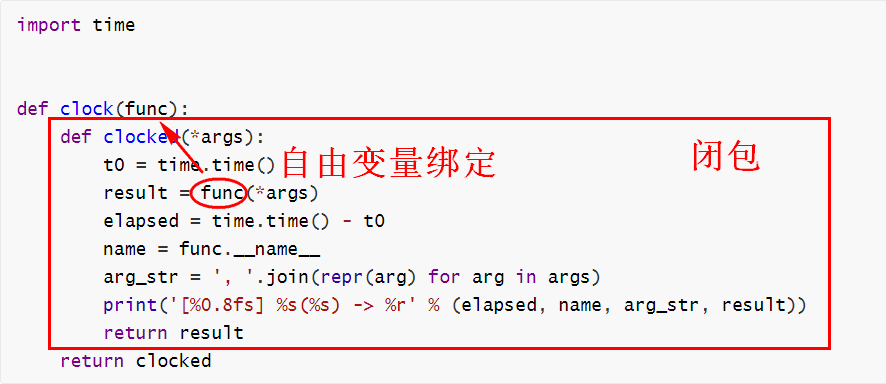 import time
def clock(func):
    def clocked(*args):
        t0 = time.time()
自由变量绑定
闭包
        result = func(*args)
        elapsed = time.time() - t0
        name = func.__name__
        arg_str = ', '.join(repr(arg) for arg in args)
        print('[%0.8fs] %s(%s) -> %r' % (elapsed, name, arg_str, result))
        return result
    return clocked